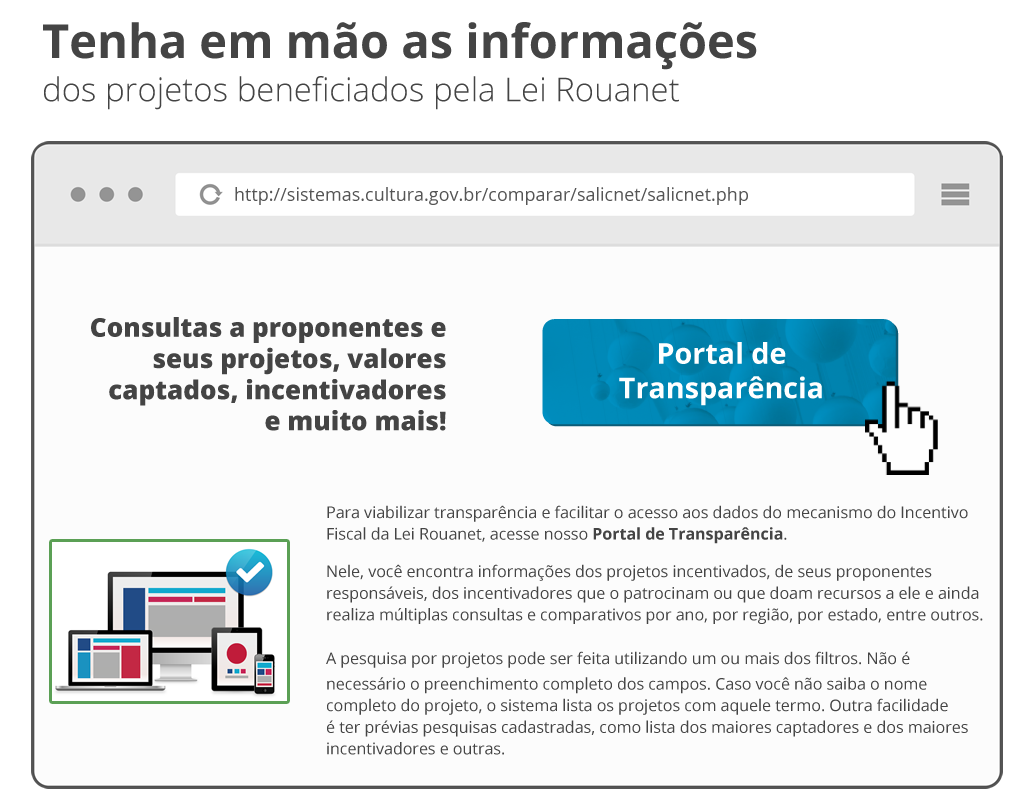 Tenha em mão as informações
dos projetos beneficiados pela Lei Rouanet
http://sistemas.cultura.gov.br/comparar/salicnet/salicnet.php
Consultas a proponentes e
seus projetos, valores
captados, incentivadores
e muito mais!
Portal de
Transparência
Para viabilizar transparência e facilitar o acesso aos dados do mecanismo do Incentivo
Fiscal da Lei Rouanet, acesse nosso Portal de Transparência.
Nele, você encontra informações dos projetos incentivados, de seus proponentes
responsáveis, dos incentivadores que o patrocinam ou que doam recursos a ele e ainda
realiza múltiplas consultas e comparativos por ano, por região, por estado, entre outros.
A pesquisa por projetos pode ser feita utilizando um ou mais dos filtros. Não é
necessário o preenchimento completo dos campos. Caso você não saiba o nome
completo do projeto, o sistema lista os projetos com aquele termo. Outra facilidade
é ter prévias pesquisas cadastradas, como lista dos maiores captadores e dos maiores
incentivadores e outras.